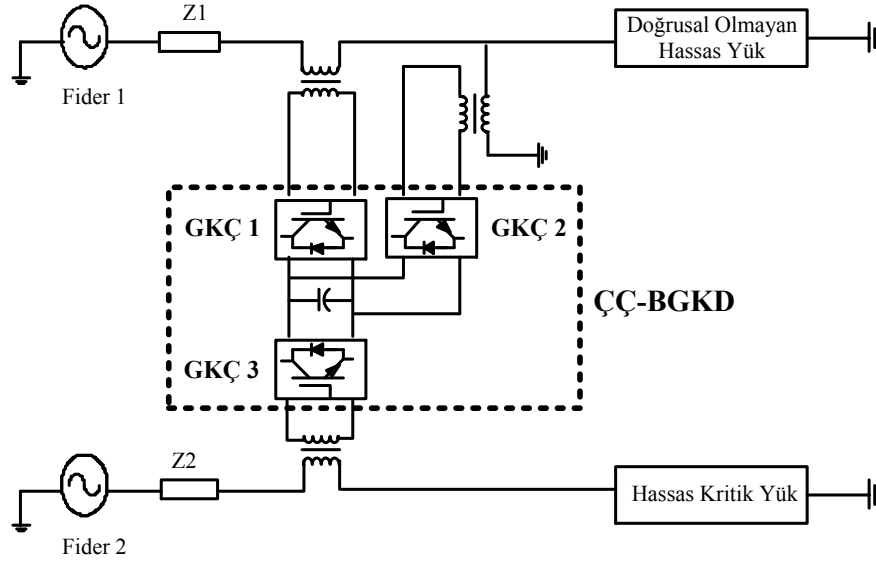 Z1
Doğrusal Olmayan
Hassas Yük
Fider 1
GKÇ 1
GKÇ 2
ÇÇ-BGKD
GKÇ 3
Z2
Hassas Kritik Yük
Fider 2